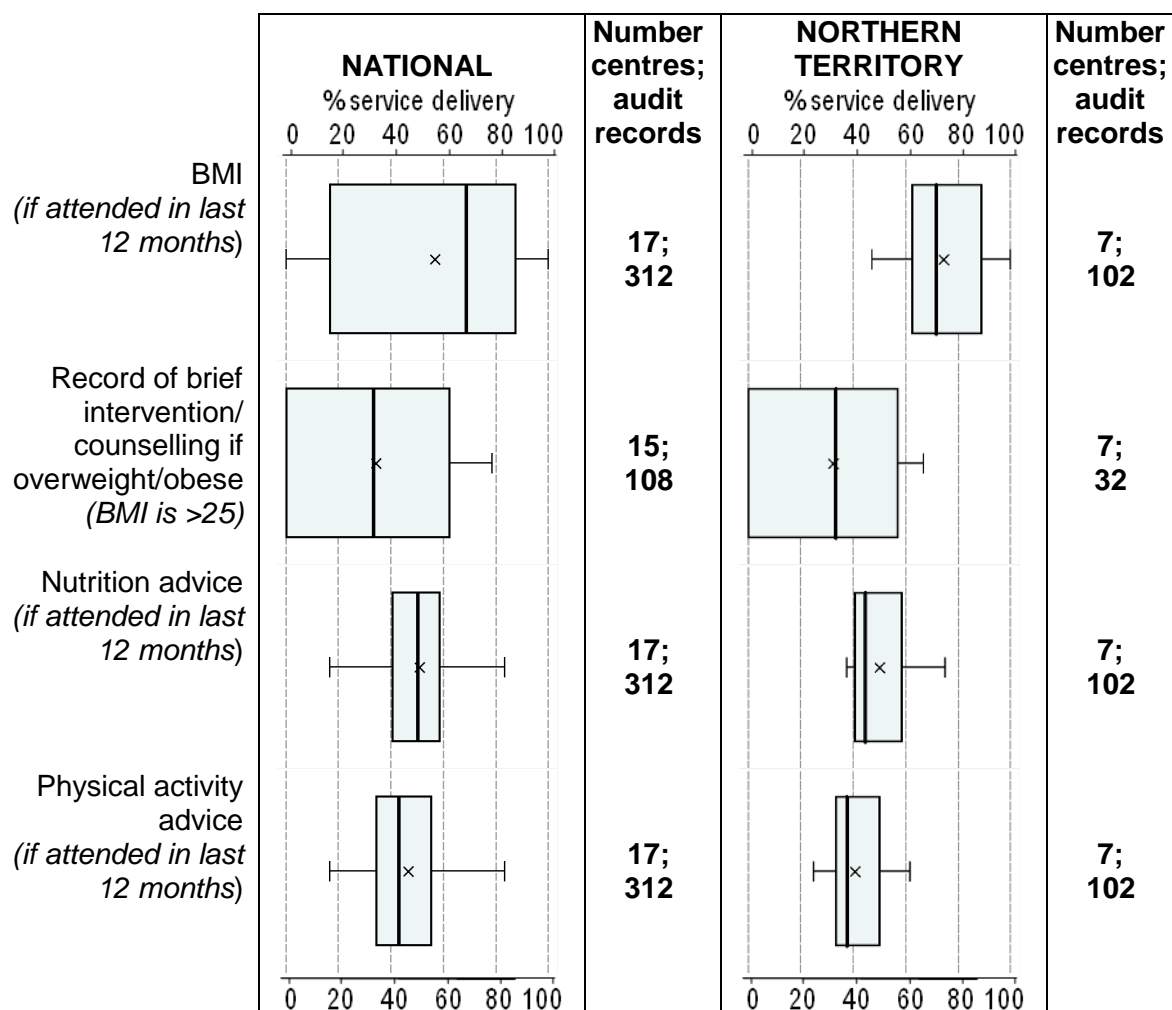 NATIONAL
% service delivery
0 20 40 60 80 100
Number
centres;
audit
records
NORTHERN
TERRITORY
% service delivery
0 20 40 60 80 100
Number
centres;
audit
records
BMI
(if attended in last
12 months)
17;
312
7;
102
Record of brief
intervention/
counselling if
overweight/obese
(BMI is >25)
15;
108
7;
32
Nutrition advice
(if attended in last
12 months)
17;
312
7;
102
Physical activity
advice
(if attended in last
12 months)
17;
312
7;
102
0 20 40 60 80 100
0 20 40 60 80 100